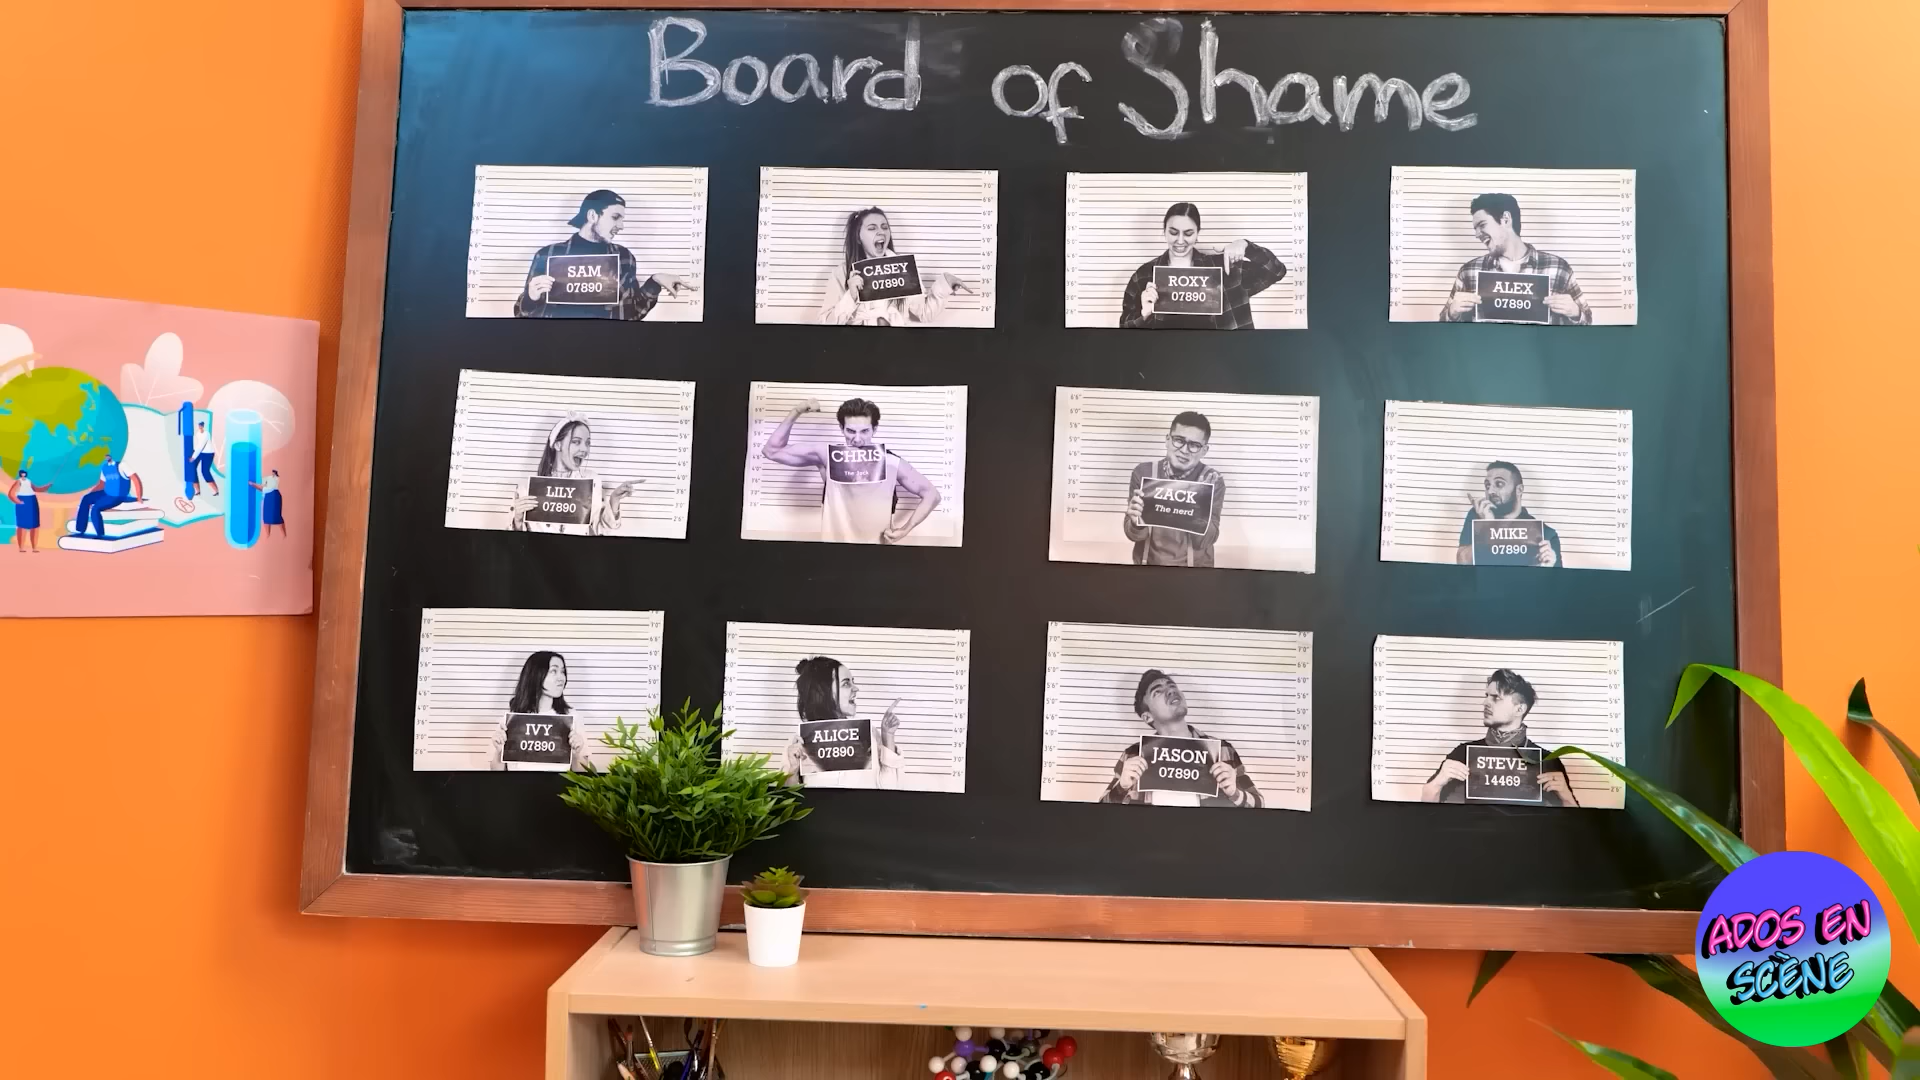 Board of Shame
SAM
07890
CASEY
07890
ROXY
07890
ALEX
07890
LILY
07890
CHRIS
The Jock
ZACK
The nerd
MIKE
07890
IVY
07890
ALICE
07890
JASON
07890
STEVE
14469
ADOS EN
SCÈNE